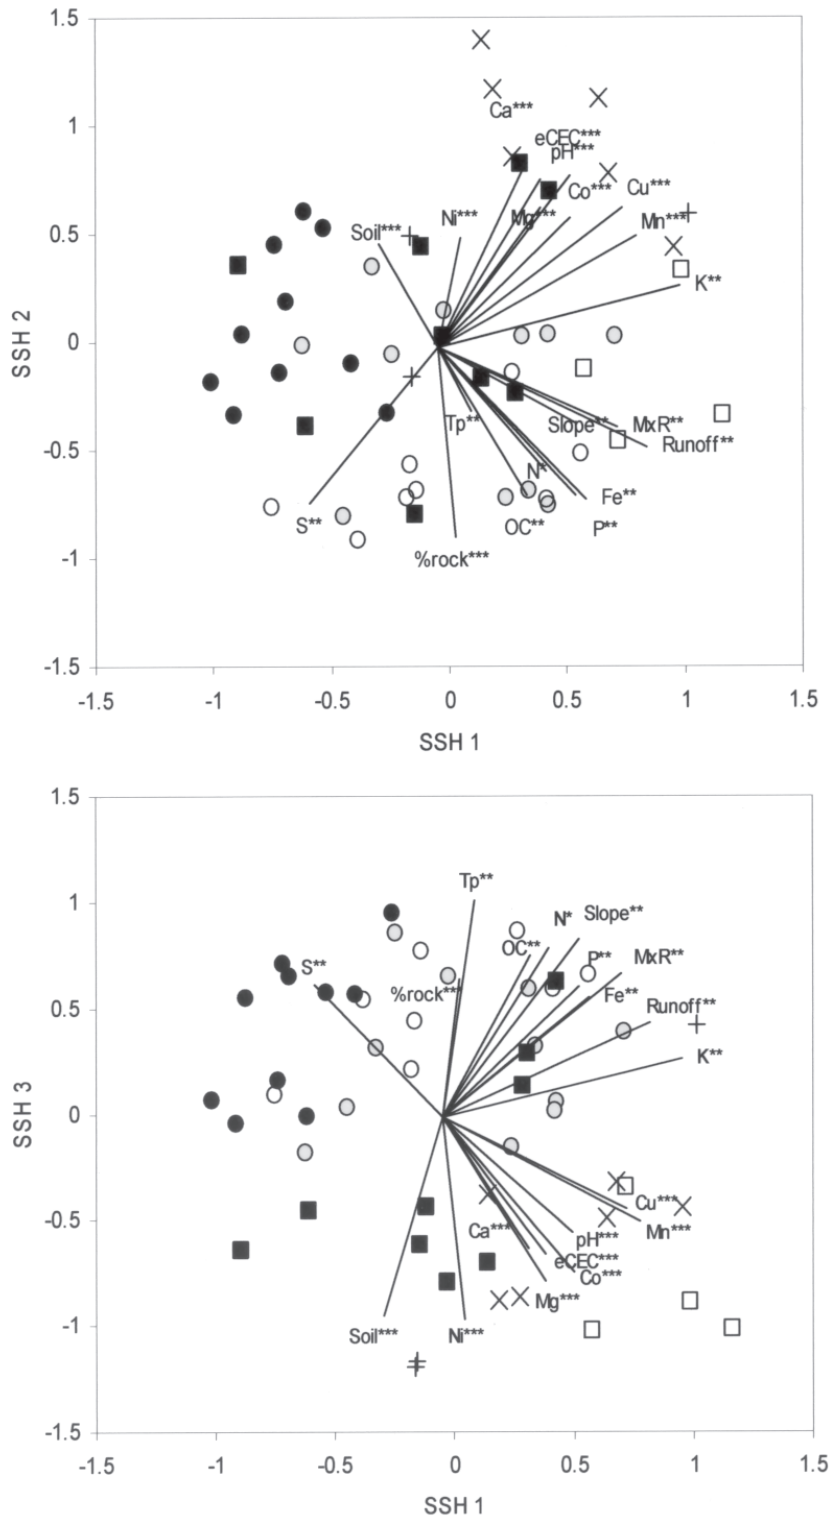 1.5
Ca***
1
eCEC***
pH***
Co***
Cu***
Ni***
Mg***
Mn***
0.5
Soil***
K**
SSH 2
0
Tp**
Slope**
MxR**
Runoff**
-0.5
N*
Fe**
S**
OC**
P**
%rock***
-1
-1.5
-1.5
-1
-0.5
0
0.5
1
1.5
SSH 1
1.5
Tp**
1
N*
Slope**
OC**
P**
MxR**
S**
%rock***
Fe**
0.5
Runoff**
K**
SSH 3
0
Cu***
-0.5
Ca***
pH***
Mn***
eCEC***
Co***
Mg***
-1
Soil***
Ni***
-1.5
-1.5
-1
-0.5
0
0.5
1
1.5
SSH 1